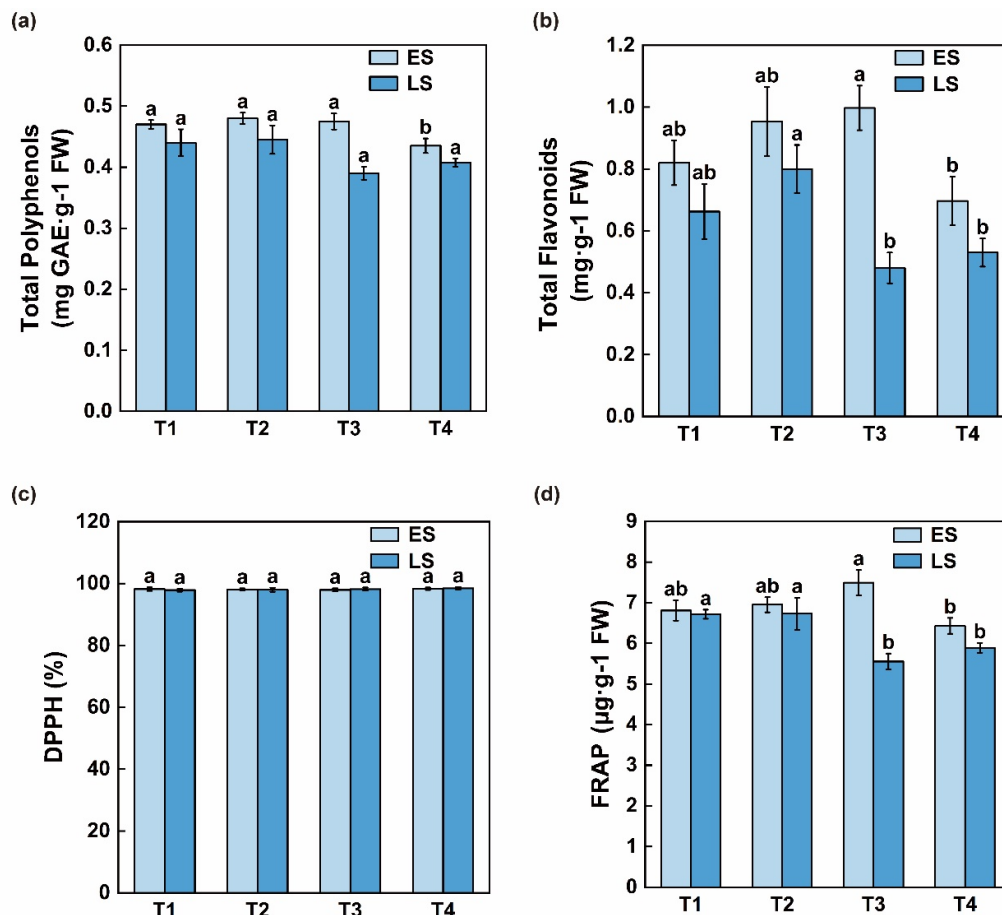 (a)
Total Polyphenols
(mg GAE·g-1 FW)
0.6
0.5
0.4
0.3
0.2
0.1
0.0
ES
LS
a a a a a a b a
T1 T2 T3 T4
(b)
Total Flavonoids
(mg·g-1 FW)
1.2
1.0
0.8
0.6
0.4
0.2
0.0
ES
LS
ab ab ab a a b b b
T1 T2 T3 T4
(c)
DPPH (%)
120
100
80
60
40
20
0
ES
LS
a a a a a a a a
T1 T2 T3 T4
(d)
FRAP (μg·g-1 FW)
9
8
7
6
5
4
3
2
1
0
ES
LS
ab a ab a a b b b
T1 T2 T3 T4